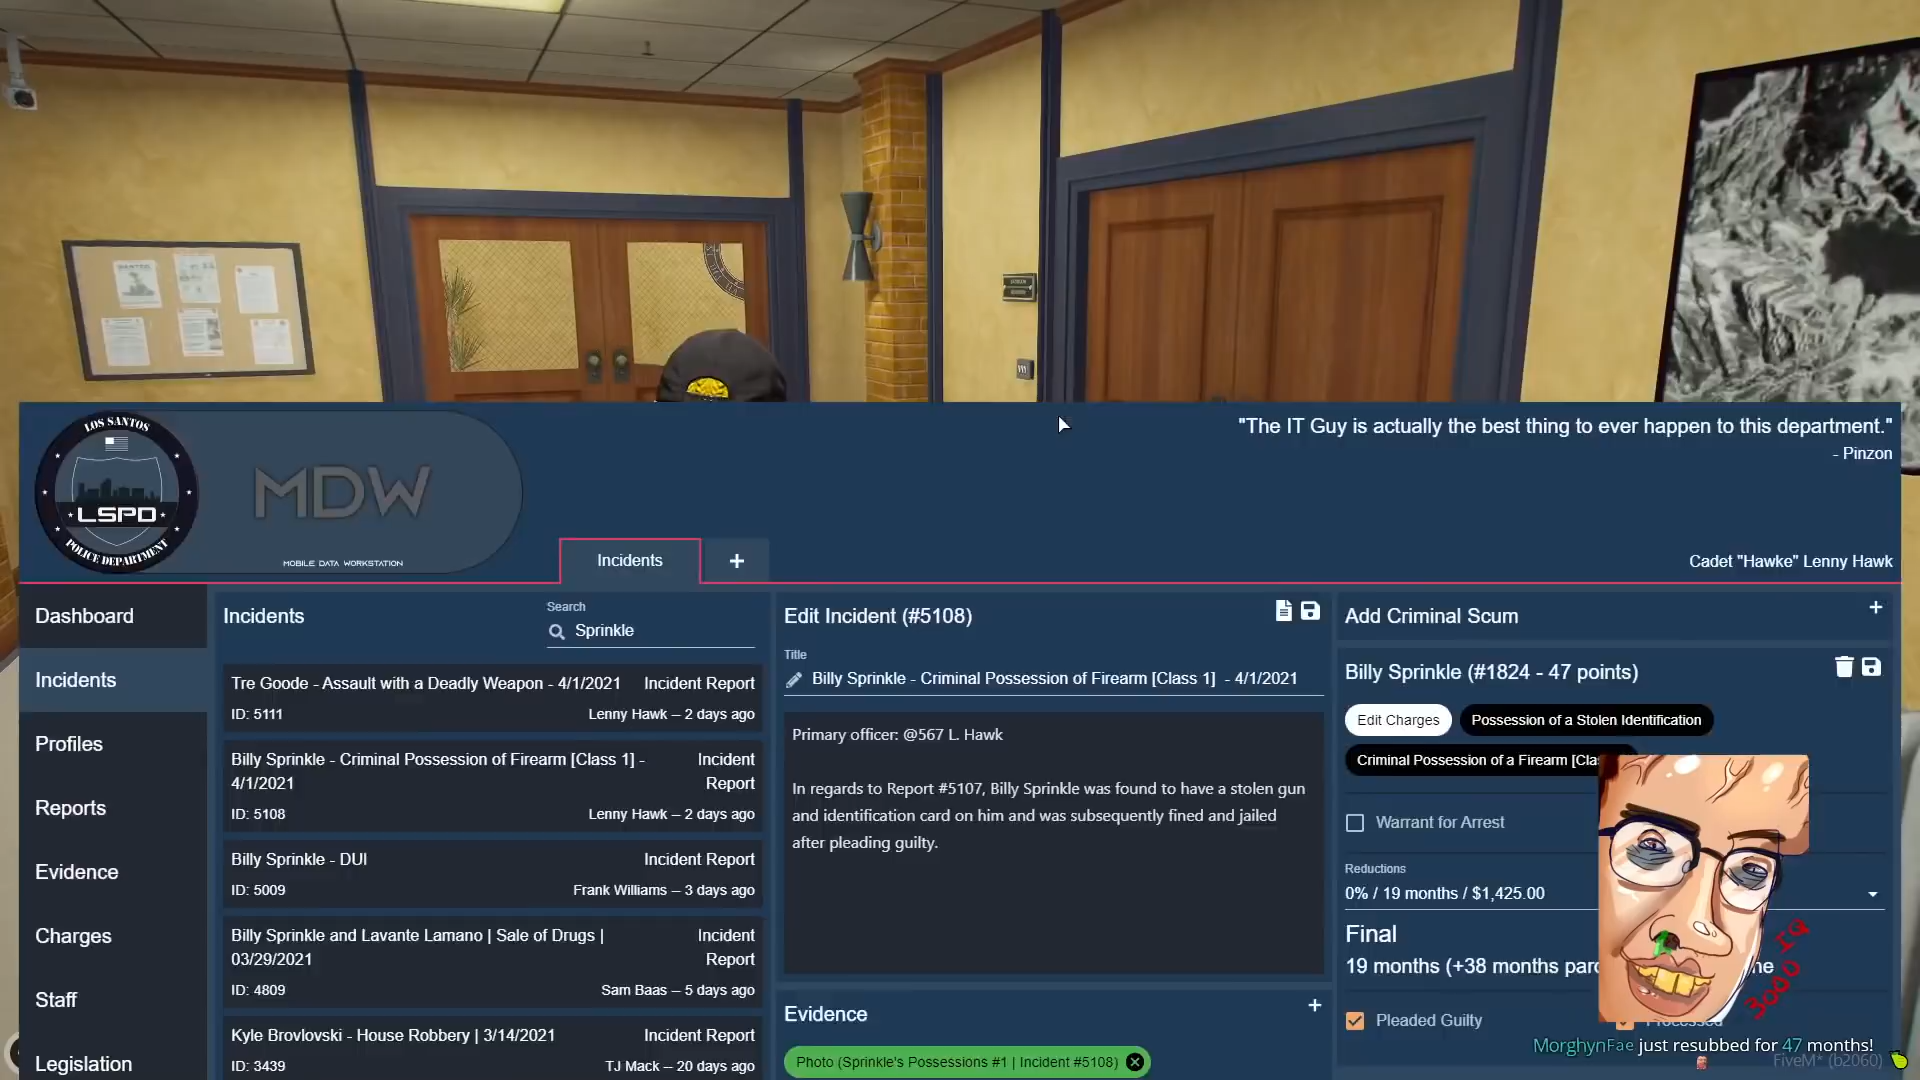 "The IT Guy is actually the best thing to ever happen to this department."
- Pinzon
LOS SANTOS
LSPD
POLICE DEPARTMENT
MDW
MOBILE DATA WORKSTATION
Incidents
+
Cadet "Hawke" Lenny Hawk
Dashboard
Incidents
Profiles
Reports
Evidence
Charges
Staff
Legislation
Incidents
Search
Sprinkle
Tre Goode - Assault with a Deadly Weapon - 4/1/2021 Incident Report
ID: 5111 Lenny Hawk – 2 days ago
Billy Sprinkle - Criminal Possession of Firearm [Class 1] - Incident
4/1/2021 Report
ID: 5108 Lenny Hawk – 2 days ago
Billy Sprinkle - DUI Incident Report
ID: 5009 Frank Williams – 3 days ago
Billy Sprinkle and Lavante Lamano | Sale of Drugs | Incident
03/29/2021 Report
ID: 4809 Sam Baas – 5 days ago
Kyle Brovlovski - House Robbery | 3/14/2021 Incident Report
ID: 3439 TJ Mack – 20 days ago
Edit Incident (#5108)
Title
Billy Sprinkle - Criminal Possession of Firearm [Class 1] - 4/1/2021
Primary officer: @567 L. Hawk
In regards to Report #5107, Billy Sprinkle was found to have a stolen gun
and identification card on him and was subsequently fined and jailed
after pleading guilty.
Evidence +
Photo (Sprinkle's Possessions #1 | Incident #5108)
Add Criminal Scum +
Billy Sprinkle (#1824 - 47 points)
Edit Charges Possession of a Stolen Identification
Criminal Possession of a Firearm [Clas
Warrant for Arrest
Reductions
0% / 19 months / $1,425.00
Final
19 months (+38 months
Pleaded Guilty
IQ
3000
MorghynFae just resubbed for 47 months!
FiveM* (b2060)